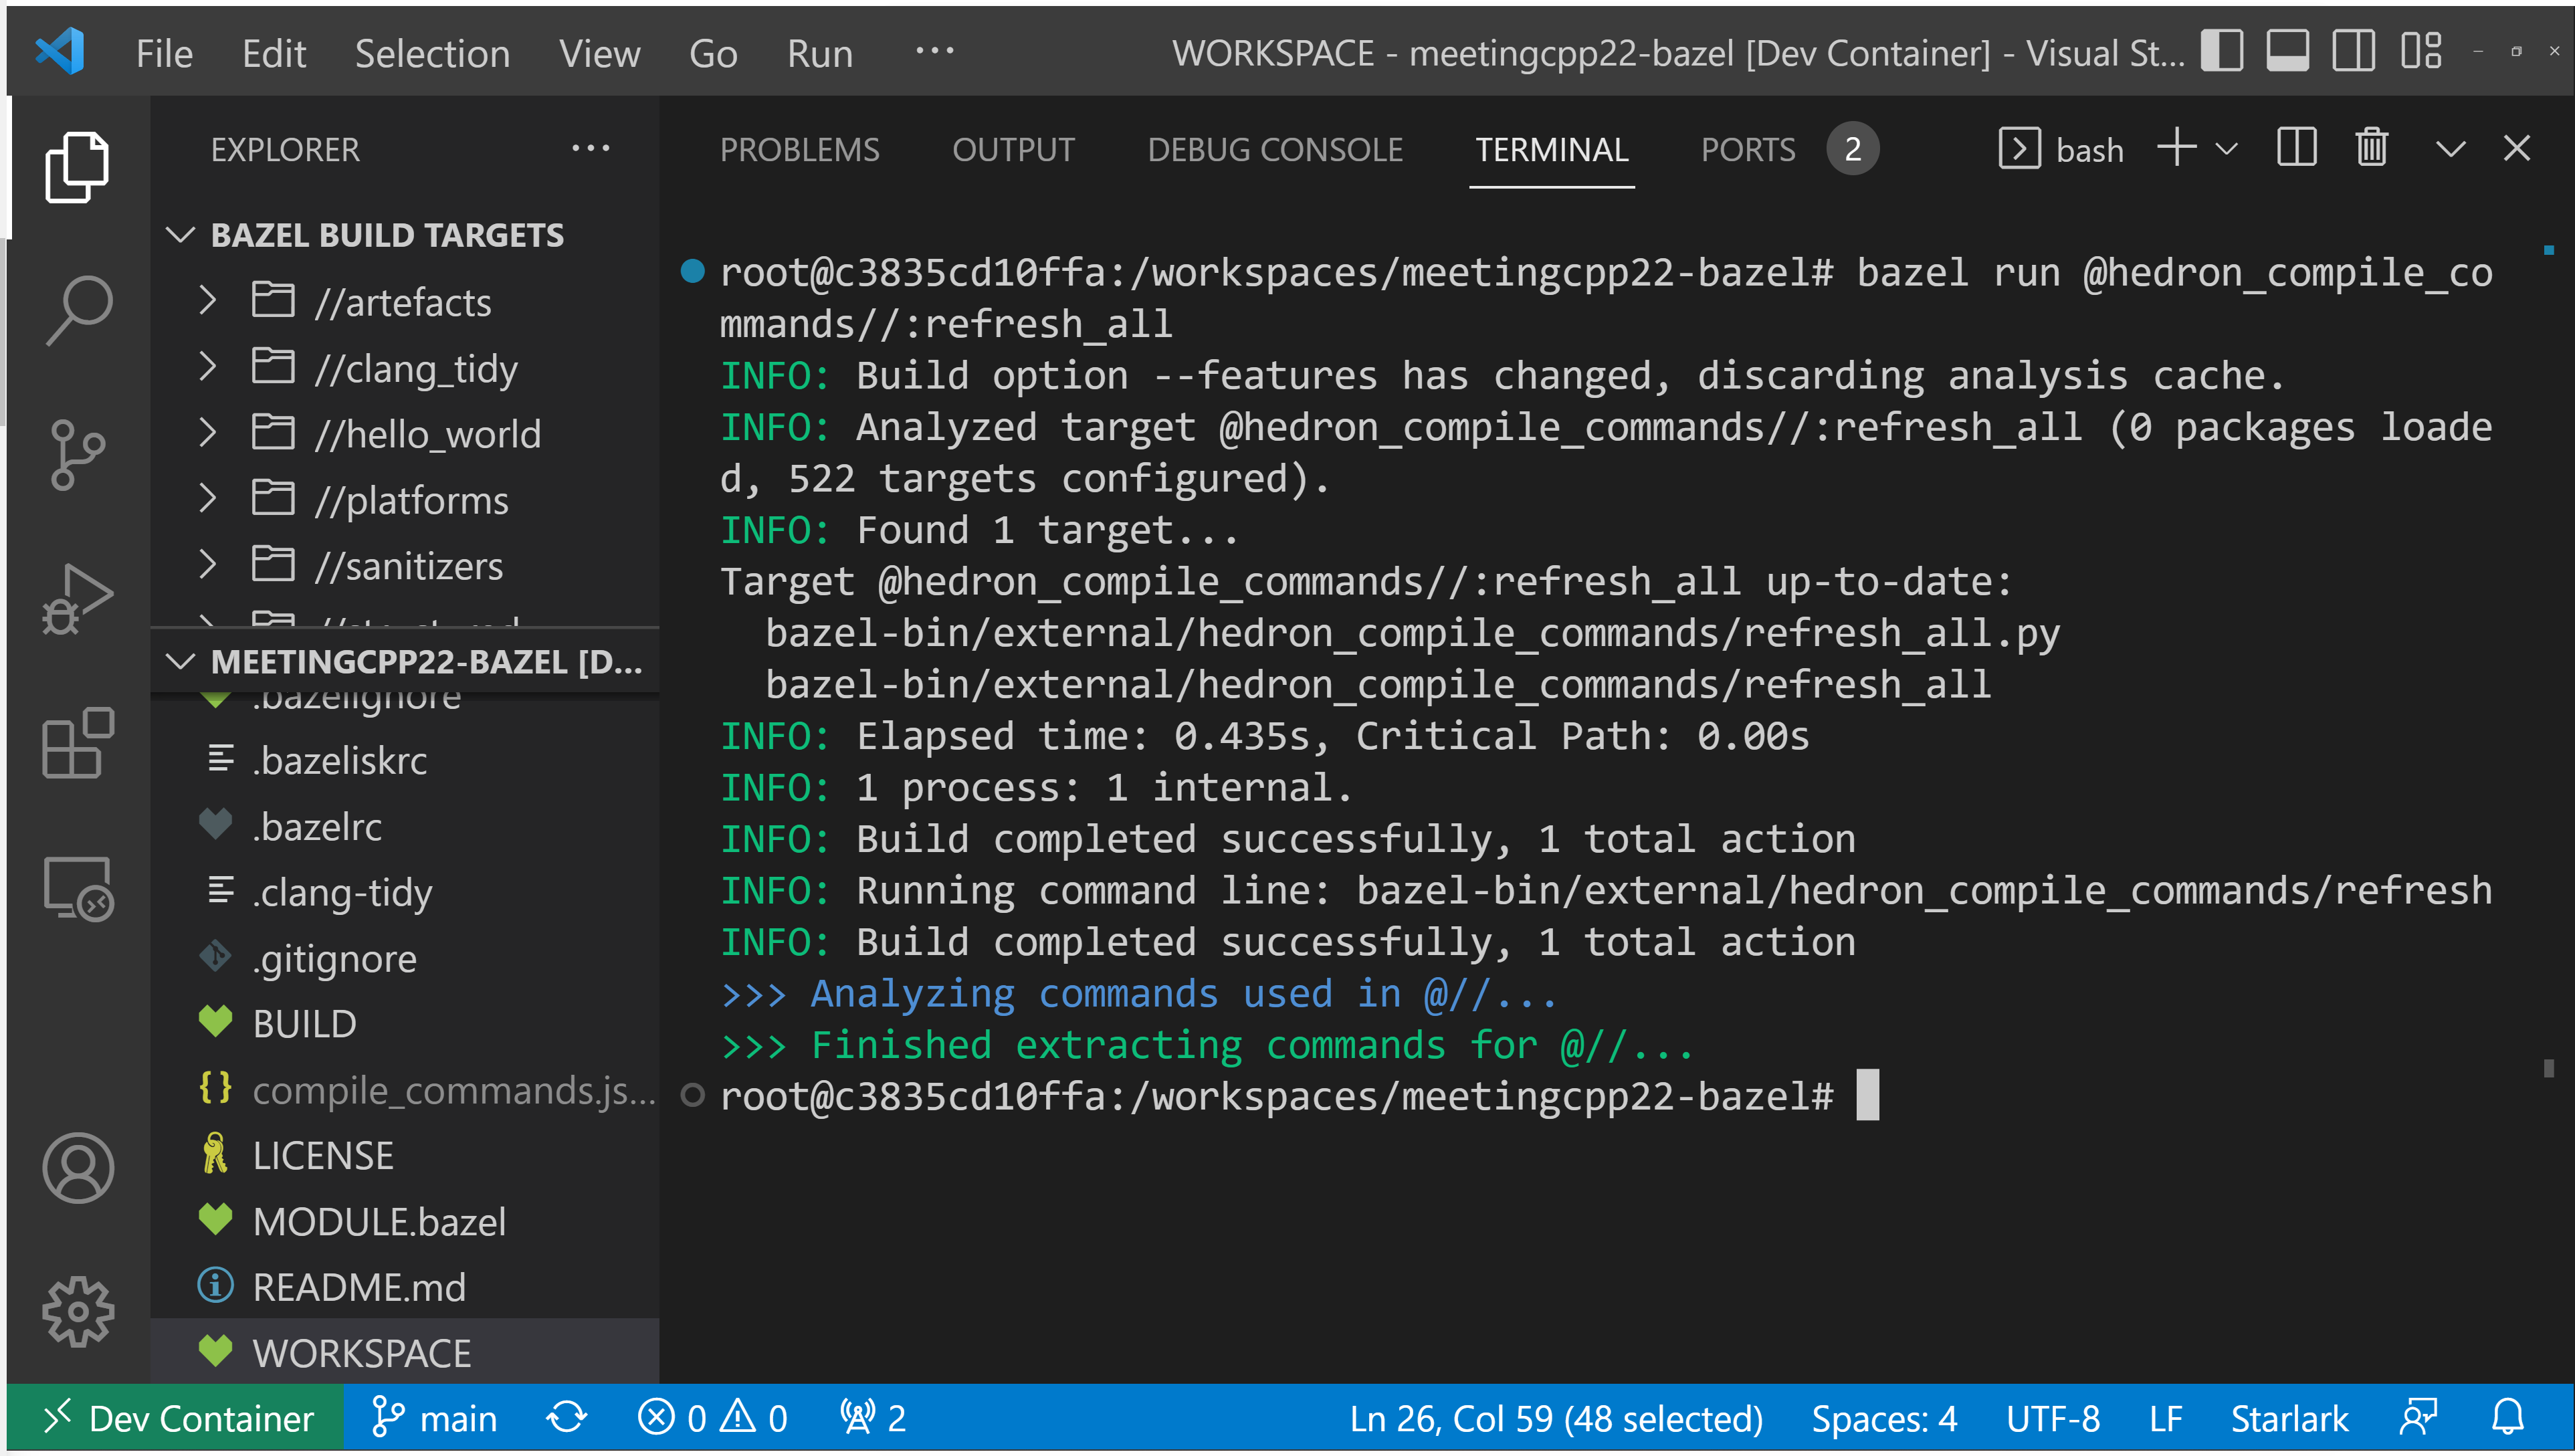 File Edit Selection View Go Run ··· WORKSPACE - meetingcpp22-bazel [Dev Container] - Visual St...
EXPLORER ···
BAZEL BUILD TARGETS
//artefacts
//clang_tidy
//hello_world
//platforms
//sanitizers
MEETINGCPP22-BAZEL [D...
.bazelignore
.bazeliskrc
.bazelrc
.clang-tidy
.gitignore
BUILD
{} compile_commands.js...
LICENSE
MODULE.bazel
README.md
WORKSPACE
PROBLEMS OUTPUT DEBUG CONSOLE TERMINAL PORTS 2 bash
root@c3835cd10ffa:/workspaces/meetingcpp22-bazel# bazel run @hedron_compile_co
mmands//:refresh_all
INFO: Build option --features has changed, discarding analysis cache.
INFO: Analyzed target @hedron_compile_commands//:refresh_all (0 packages loade
d, 522 targets configured).
INFO: Found 1 target...
Target @hedron_compile_commands//:refresh_all up-to-date:
bazel-bin/external/hedron_compile_commands/refresh_all.py
bazel-bin/external/hedron_compile_commands/refresh_all
INFO: Elapsed time: 0.435s, Critical Path: 0.00s
INFO: 1 process: 1 internal.
INFO: Build completed successfully, 1 total action
INFO: Running command line: bazel-bin/external/hedron_compile_commands/refresh
INFO: Build completed successfully, 1 total action
>>> Analyzing commands used in @//...
>>> Finished extracting commands for @//...
root@c3835cd10ffa:/workspaces/meetingcpp22-bazel#
Dev Container main 0 0 2 Ln 26, Col 59 (48 selected) Spaces: 4 UTF-8 LF Starlark